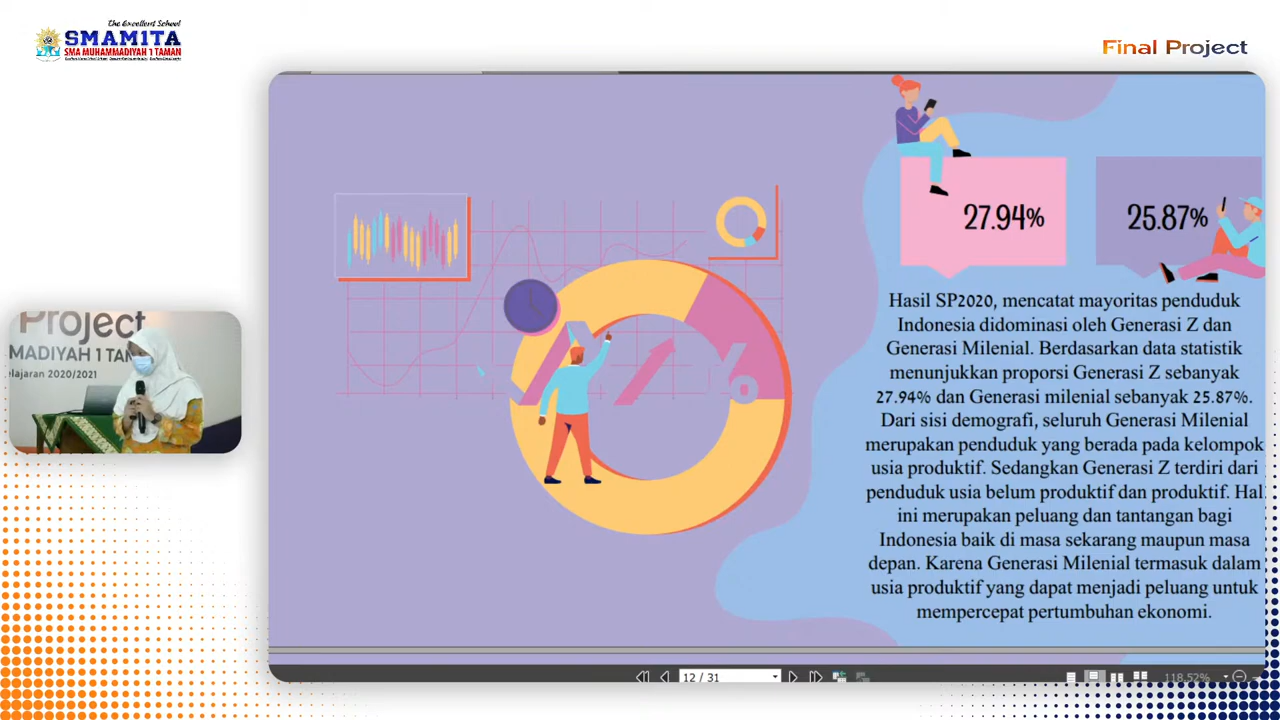 The Excellent School
SMAMITA
SMA MUHAMMADIYAH 1 TAMAN
Final Project
27.94%
25.87%
Hasil SP2020, mencatat mayoritas penduduk
Indonesia didominasi oleh Generasi Z dan
Generasi Milenial. Berdasarkan data statistik
menunjukkan proporsi Generasi Z sebanyak
27.94% dan Generasi milenial sebanyak 25.87%.
Dari sisi demografi, seluruh Generasi Milenial
merupakan penduduk yang berada pada kelompok
usia produktif. Sedangkan Generasi Z terdiri dari
penduduk usia belum produktif dan produktif. Hal
ini merupakan peluang dan tantangan bagi
Indonesia baik di masa sekarang maupun masa
depan. Karena Generasi Milenial termasuk dalam
usia produktif yang dapat menjadi peluang untuk
mempercepat pertumbuhan ekonomi.
%
Project
MADIYAH 1 TA
elajaran 2020/2021
12 / 31
118.52%